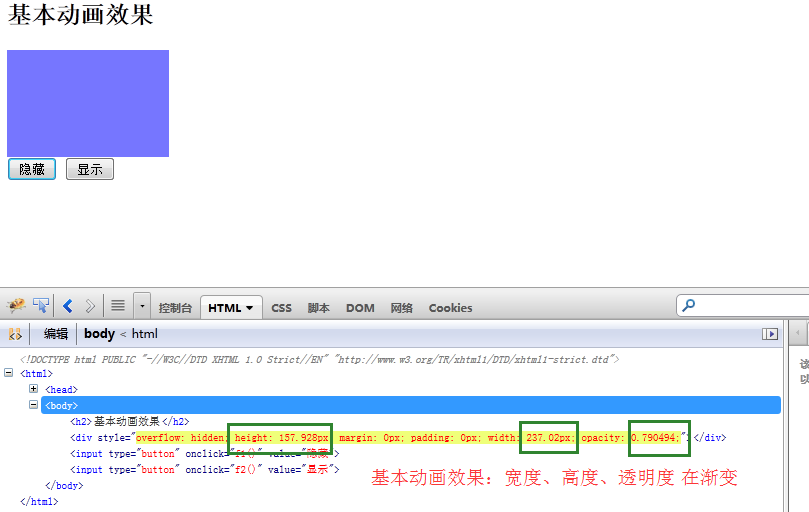 基本动画效果
隐藏 显示
控制台 HTML CSS 脚本 DOM 网络 Cookies
编辑 body < html
<!DOCTYPE html PUBLIC "-//W3C//DTD XHTML 1.0 Strict//EN" "http://www.w3.org/TR/xhtml1/DTD/xhtml1-strict.dtd">
<html>
<head>
<body>
<h2>基本动画效果</h2>
<div style="overflow: hidden; height: 157.928px; margin: 0px; padding: 0px; width: 237.02px; opacity: 0.790494;"></div>
<input type="button" onclick="f1()" value="隐藏">
<input type="button" onclick="f2()" value="显示">
基本动画效果：宽度、高度、透明度 在渐变
</body>
</html>